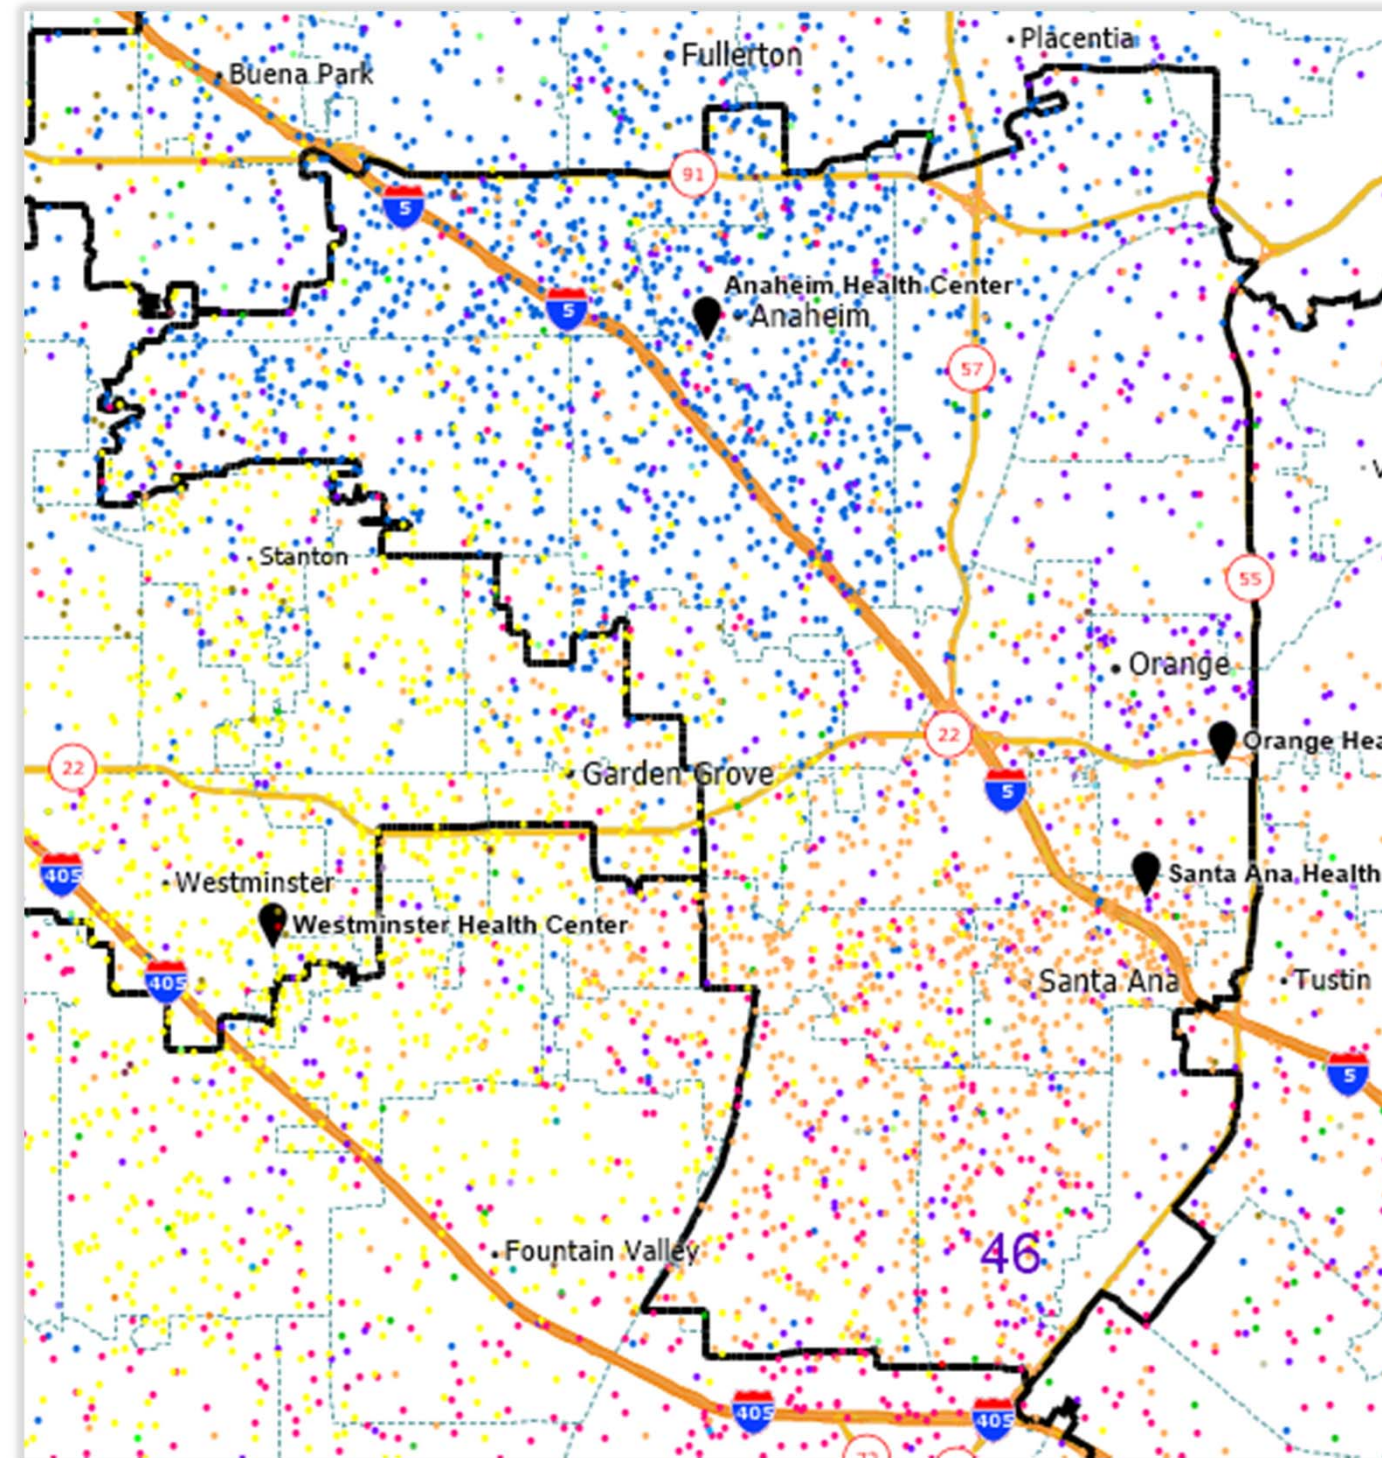 Placentia
Fullerton
Buena Park
91
5
Anaheim Health Center
5
Anaheim
57
Stanton
55
Orange
22
Orange Hea
22
Garden Grove
5
405
Westminster
Santa Ana Health
Westminster Health Center
405
Santa Ana
Tustin
5
46
Fountain Valley
405
405